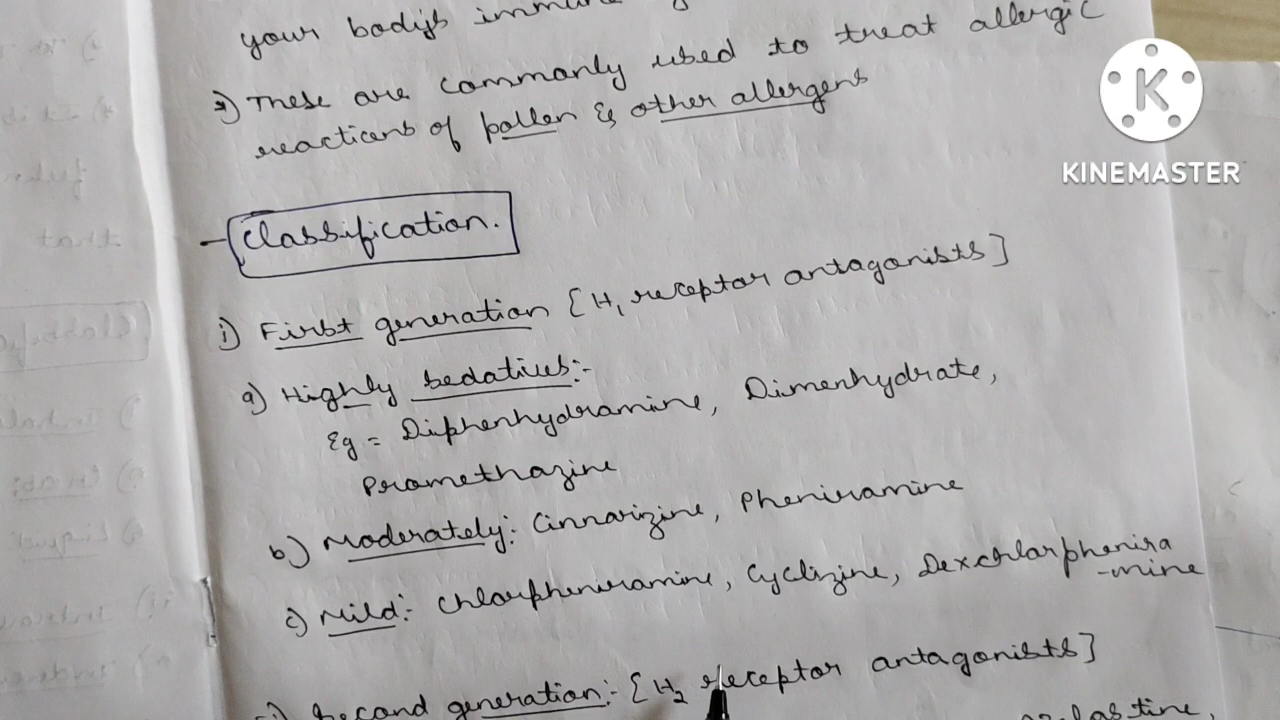 your body's immune
2) These are commonly used to treat allergic
reactions of pollen & other allergens
KINEMASTER
- Classification.
i) First generation [H₁ receptor antagonists]
a) Highly sedatives:-
Eg = Diphenhydramine, Dimenhydrate,
Promethazine
b) Moderately: Cinnarizine, Pheniramine
c) Mild: Chlorpheniramine, Cyclizine, Dexchlorphenira
-mine
Second generation:- [H₂ receptor antagonists]